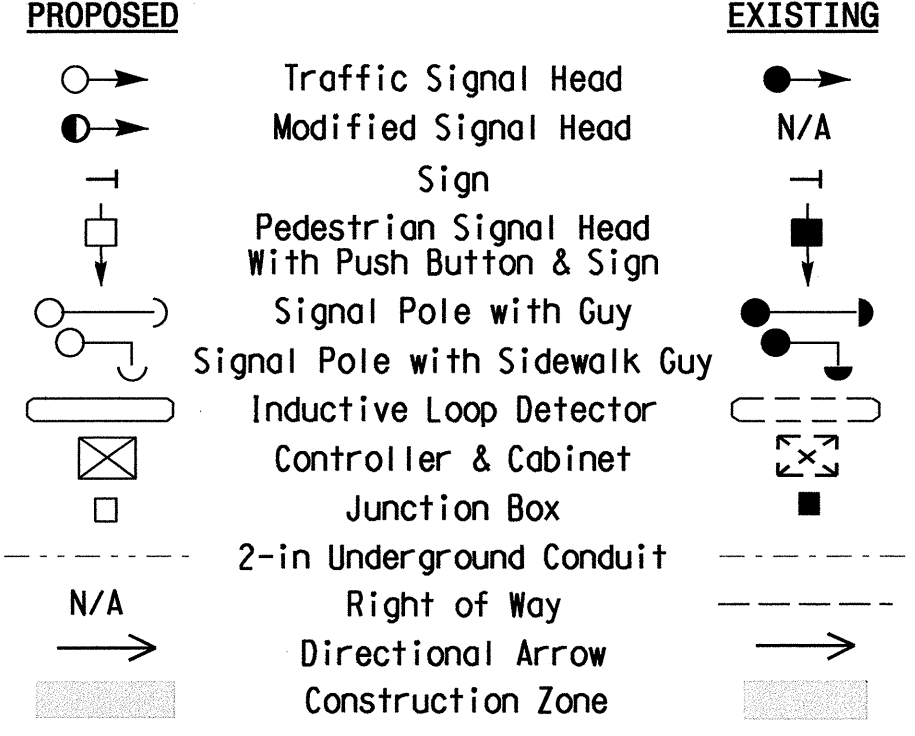 PROPOSED EXISTING
Traffic Signal Head
Modified Signal Head N/A
Sign
Pedestrian Signal Head
With Push Button & Sign
Signal Pole with Guy
Signal Pole with Sidewalk Guy
Inductive Loop Detector
Controller & Cabinet
Junction Box
2-in Underground Conduit
N/A Right of Way
Directional Arrow
Construction Zone